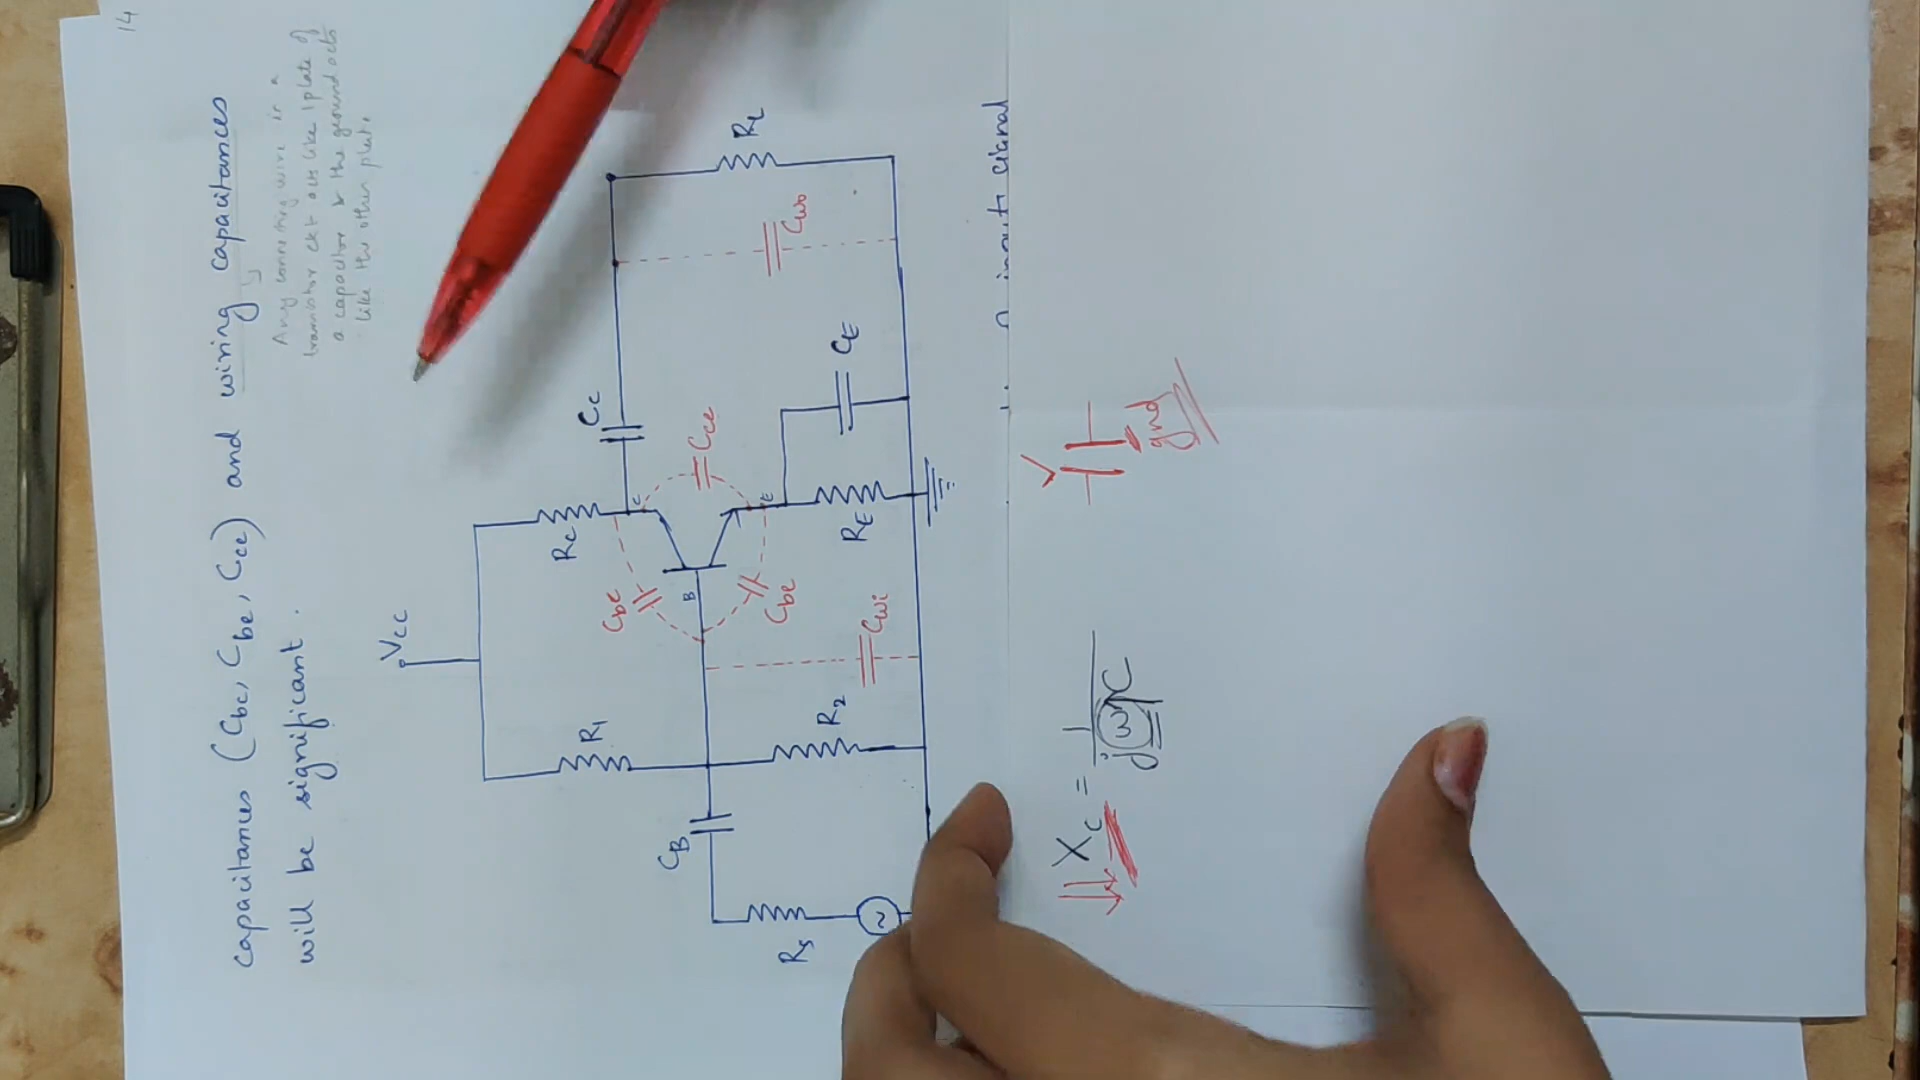 14
capacitances (Cbc, Cbe, Cce) and wiring capacitances
will be significant.
Any connecting wire in a
transistor ckt acts like 1 plate of
a capacitor & the ground acts
like the other plate.
VCC
R1
RC
CC
RL
Cbc
Cce
Cwo
CB
B
C
E
Cbe
CE
RS
R2
Cwi
RE
input signal
XC = 1
jωC
gnd